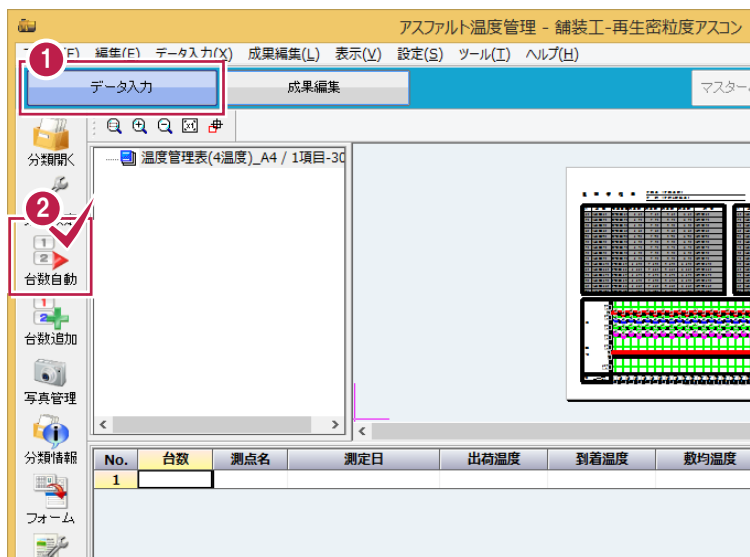 アスファルト温度管理 - 舗装工-再生密粒度アスコン
編集(E) データ入力(X) 成果編集(L) 表示(V) 設定(S) ツール(T) ヘルプ(H)
1
データ入力
成果編集
マスター
分類開く
温度管理表(4温度)_A4 / 1項目-30
2
台数自動
台数追加
写真管理
分類情報
フォーム
No. 台数 測点名 測定日 出荷温度 到着温度 敷均温度
1